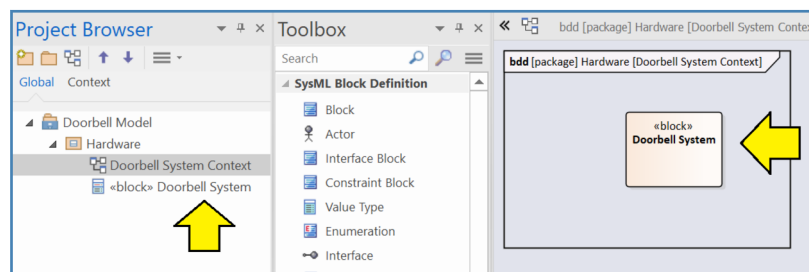 Project Browser
Global Context
Doorbell Model
Hardware
Doorbell System Context
«block» Doorbell System
Toolbox
Search
SysML Block Definition
Block
Actor
Interface Block
Constraint Block
Value Type
Enumeration
Interface
bdd [package] Hardware [Doorbell System Contex
bdd [package] Hardware [Doorbell System Context]
«block»
Doorbell System